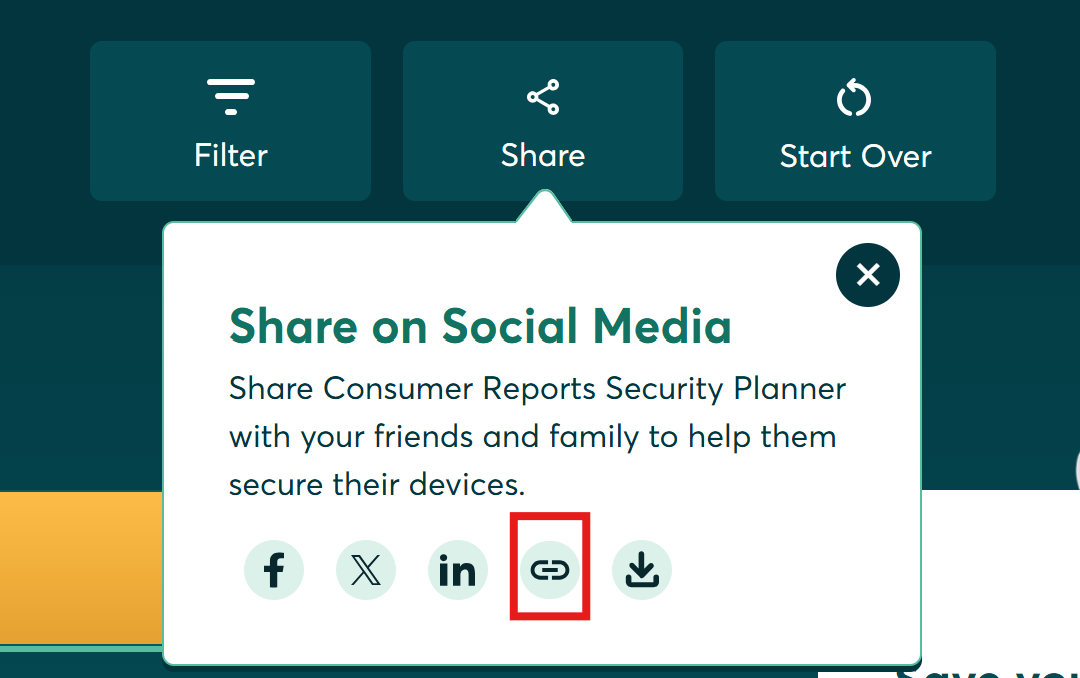 Filter
Share
Start Over
Share on Social Media
Share Consumer Reports Security Planner
with your friends and family to help them
secure their devices.
f X in